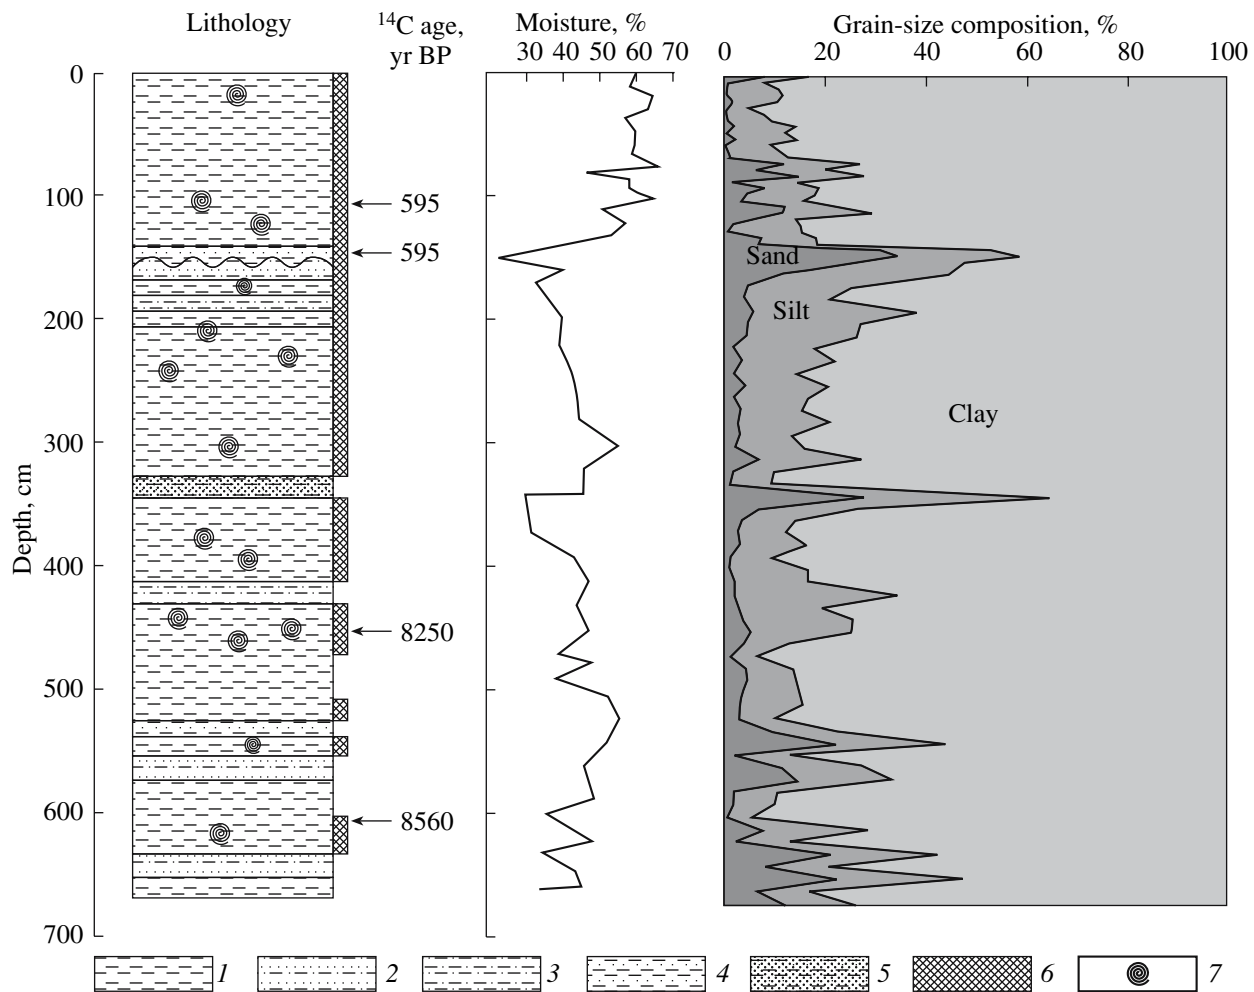 Lithology
¹⁴C age,
yr BP
Moisture, %
30 40 50 60 70
Grain-size composition, %
0 20 40 60 80 100
Depth, cm
0
100
200
300
400
500
600
700
595
595
8250
8560
Sand
Silt
Clay
1 2 3 4 5 6 7